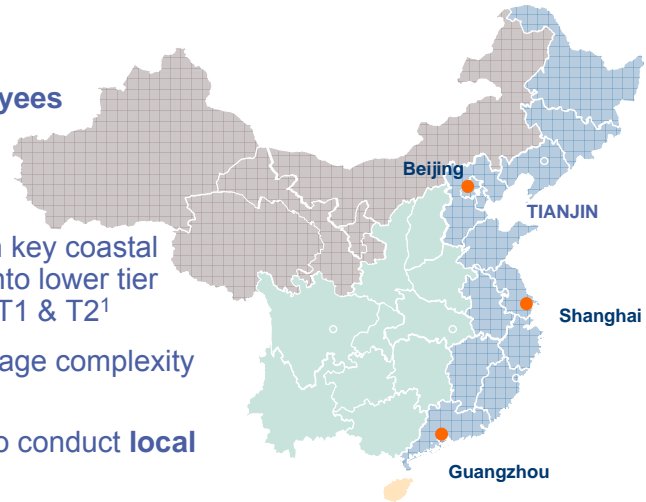 yees
Beijing
TIANJIN
key coastal
nto lower tier
T1 & T2¹
Shanghai
age complexity
o conduct local
Guangzhou